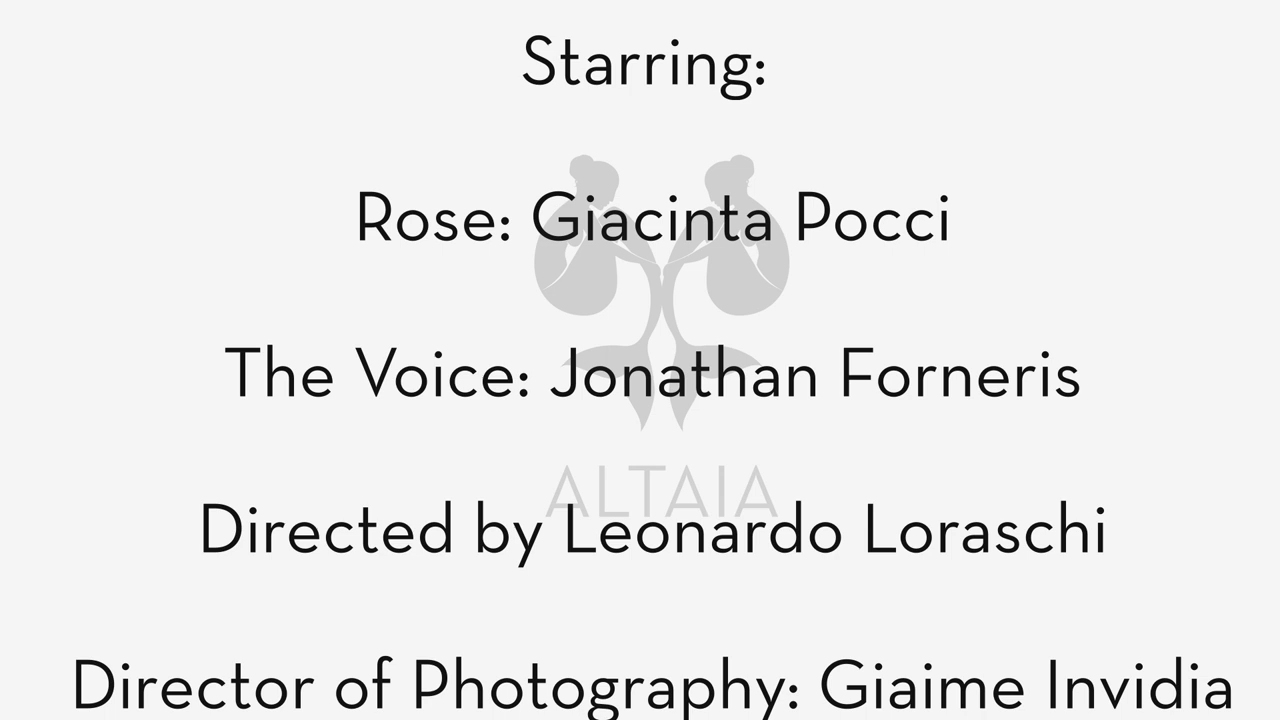 Starring:
Rose: Giacinta Pocci
The Voice: Jonathan Forneris
ALTAIA
Directed by Leonardo Loraschi
Director of Photography: Giaime Invidia